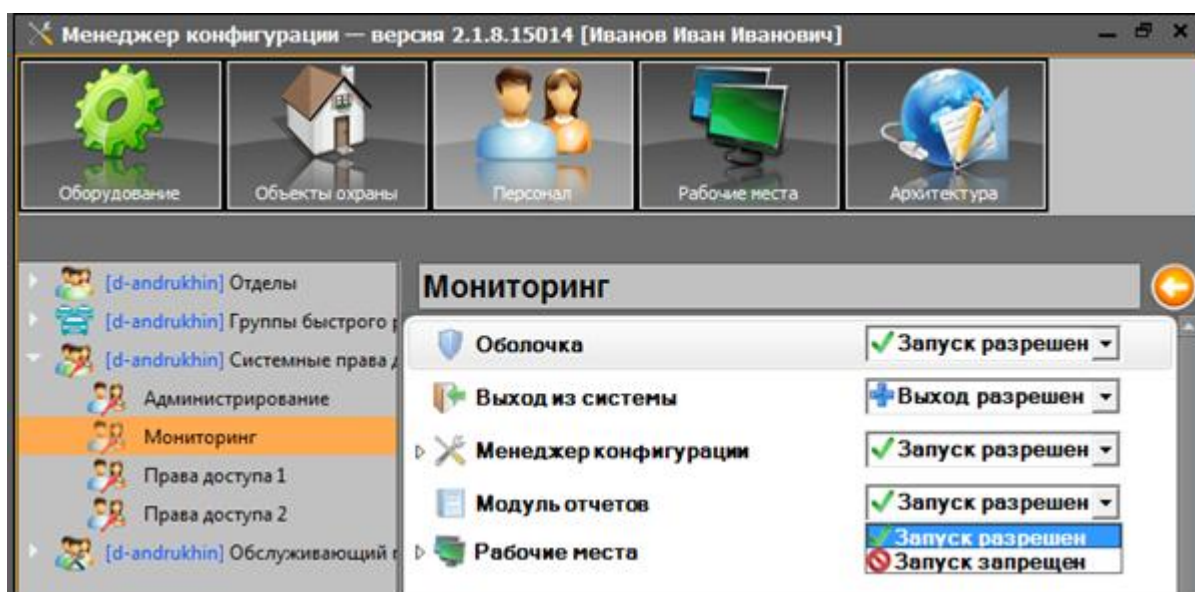 Менеджер конфигурации — версия 2.1.8.15014 [Иванов Иван Иванович]
Оборудование
Объекты охраны
Персонал
Рабочие места
Архитектура
[d-andrukhin] Отделы
[d-andrukhin] Группы быстрого р
[d-andrukhin] Системные права д
Администрирование
Мониторинг
Права доступа 1
Права доступа 2
[d-andrukhin] Обслуживающий п
Мониторинг
Оболочка Запуск разрешен
Выход из системы Выход разрешен
Менеджер конфигурации Запуск разрешен
Модуль отчетов Запуск разрешен
Запуск разрешен
Рабочие места Запуск запрещен